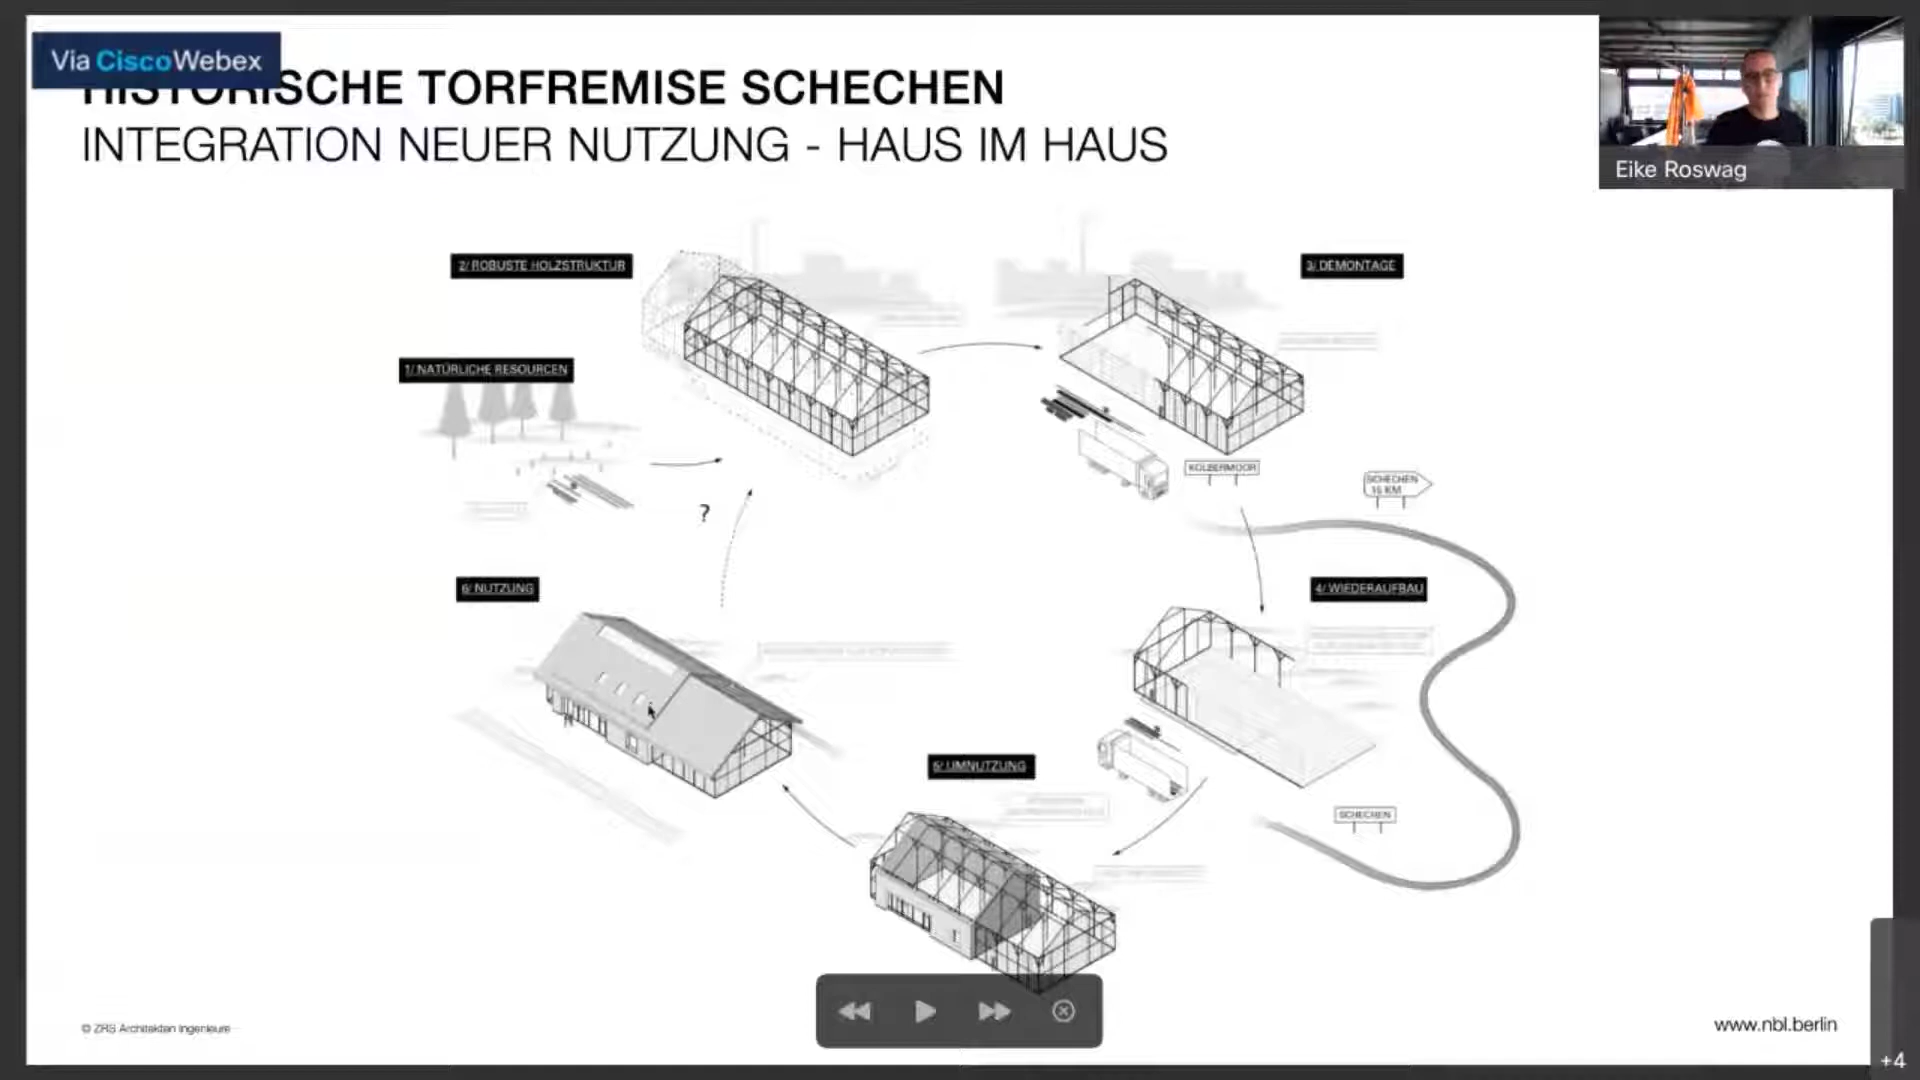 Via CiscoWebex
HISTORISCHE TORFREMISE SCHECHEN
INTEGRATION NEUER NUTZUNG - HAUS IM HAUS
Eike Roswag
2/ ROBUSTE HOLZSTRUKTUR
3/ DEMONTAGE
1/ NATÜRLICHE RESOURCEN
KOLBERMOOR
SCHECHEN
16 KM
?
6/ NUTZUNG
4/ WIEDERAUFBAU
5/ UMNUTZUNG
SCHECHEN
© ZRS Architekten Ingenieure
www.nbl.berlin
+4